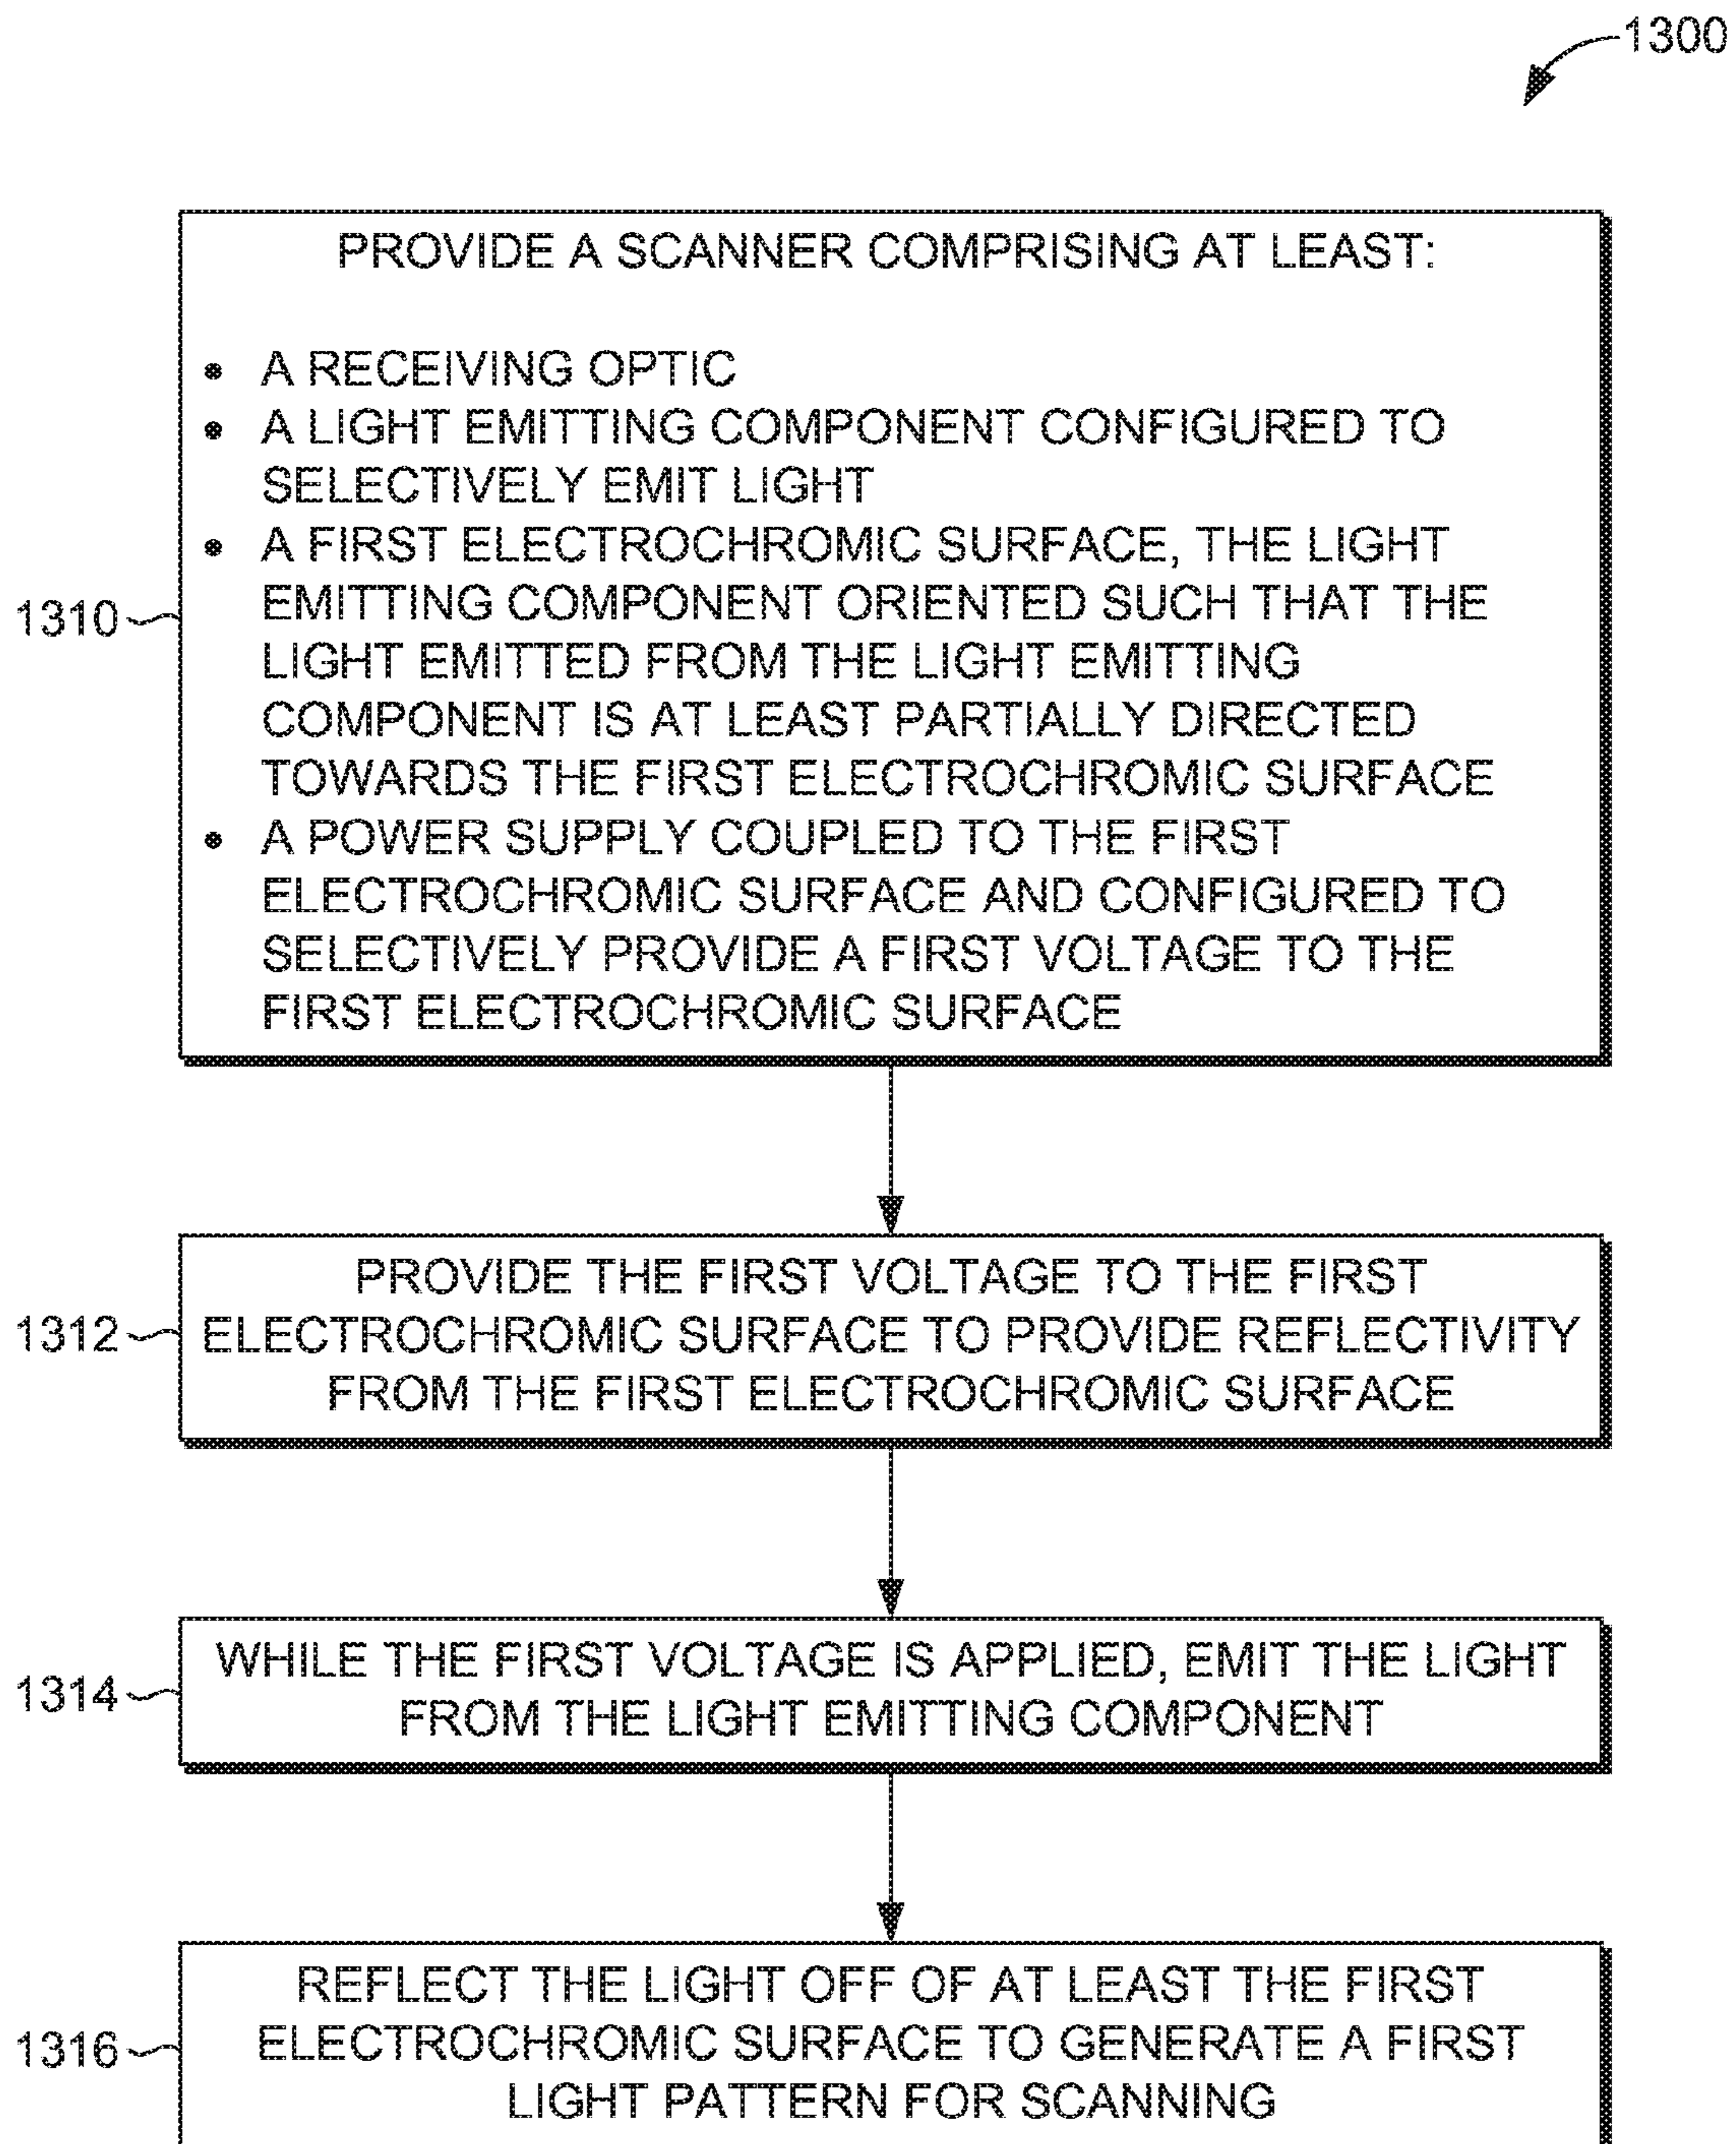 1300
PROVIDE A SCANNER COMPRISING AT LEAST:
• A RECEIVING OPTIC
• A LIGHT EMITTING COMPONENT CONFIGURED TO
SELECTIVELY EMIT LIGHT
• A FIRST ELECTROCHROMIC SURFACE, THE LIGHT
EMITTING COMPONENT ORIENTED SUCH THAT THE
1310
LIGHT EMITTED FROM THE LIGHT EMITTING
COMPONENT IS AT LEAST PARTIALLY DIRECTED
TOWARDS THE FIRST ELECTROCHROMIC SURFACE
• A POWER SUPPLY COUPLED TO THE FIRST
ELECTROCHROMIC SURFACE AND CONFIGURED TO
SELECTIVELY PROVIDE A FIRST VOLTAGE TO THE
FIRST ELECTROCHROMIC SURFACE
PROVIDE THE FIRST VOLTAGE TO THE FIRST
1312
ELECTROCHROMIC SURFACE TO PROVIDE REFLECTIVITY
FROM THE FIRST ELECTROCHROMIC SURFACE
WHILE THE FIRST VOLTAGE IS APPLIED, EMIT THE LIGHT
1314
FROM THE LIGHT EMITTING COMPONENT
REFLECT THE LIGHT OFF OF AT LEAST THE FIRST
1316
ELECTROCHROMIC SURFACE TO GENERATE A FIRST
LIGHT PATTERN FOR SCANNING